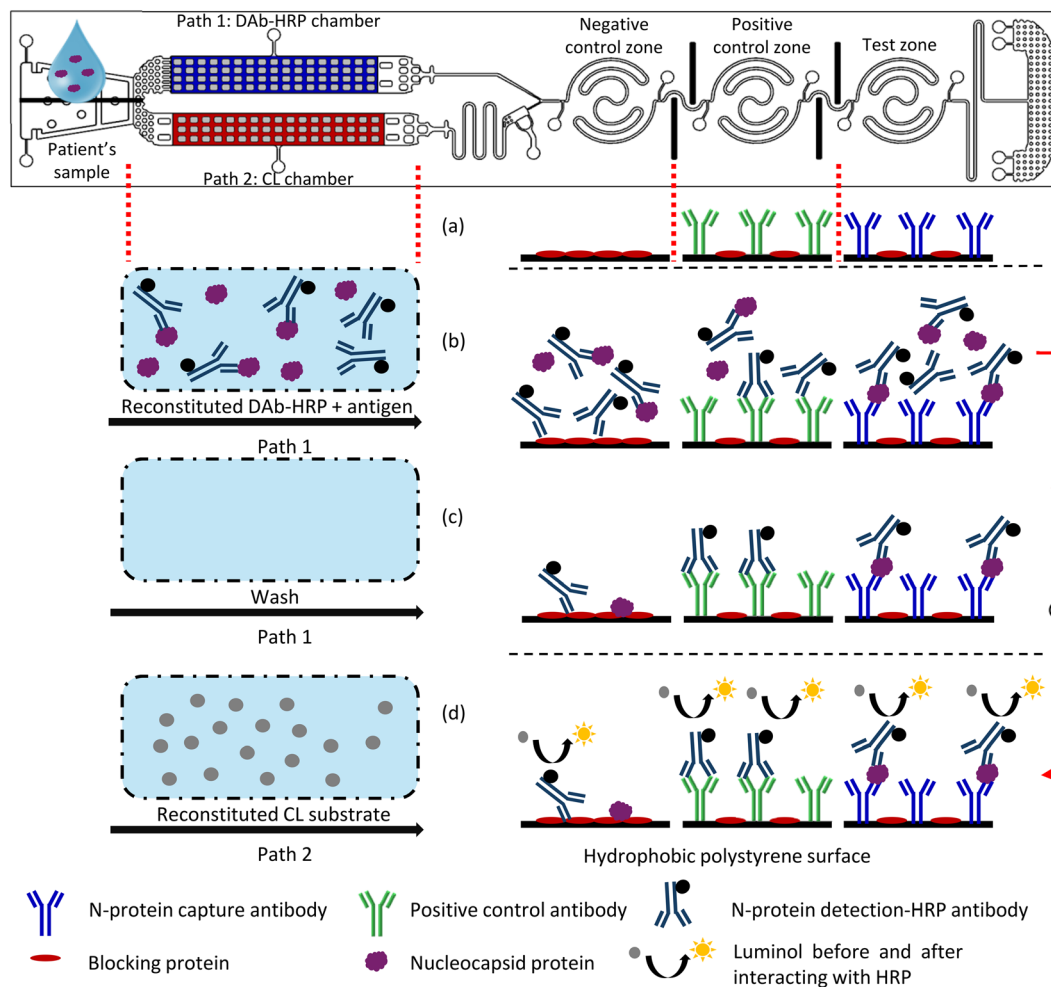 Path 1: DAb-HRP chamber
Negative
control zone
Positive
control zone
Test zone
Patient's
sample
Path 2: CL chamber
(a)
(b)
Reconstituted DAb-HRP + antigen
Path 1
(c)
Wash
Path 1
(d)
Reconstituted CL substrate
Path 2
Hydrophobic polystyrene surface
N-protein capture antibody
Positive control antibody
N-protein detection-HRP antibody
Blocking protein
Nucleocapsid protein
Luminol before and after
interacting with HRP